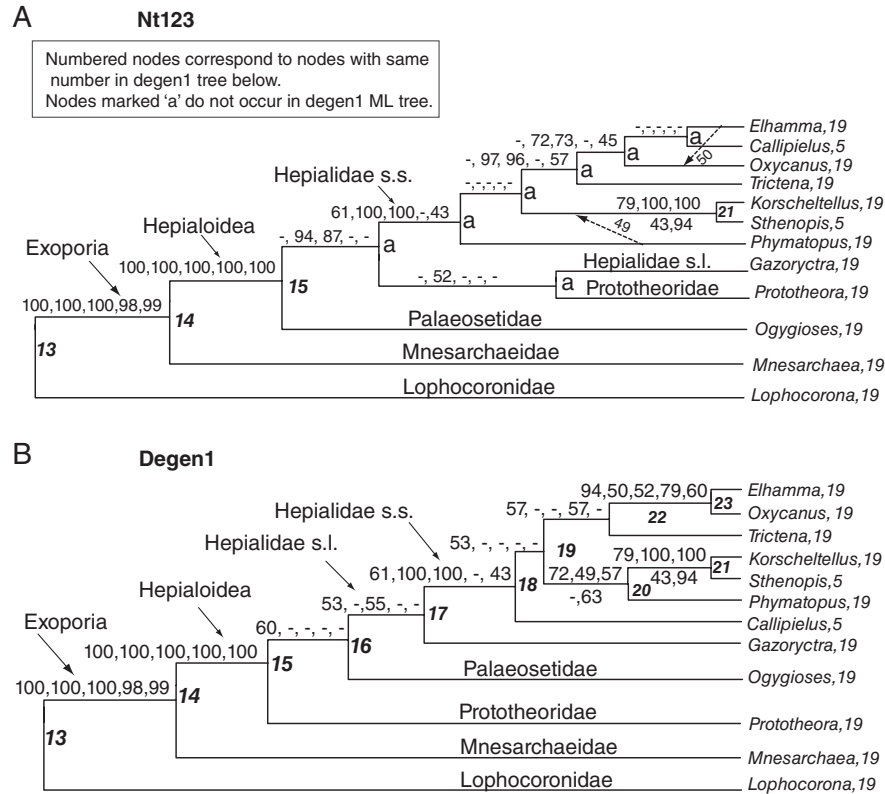 A
Nt123
Numbered nodes correspond to nodes with same
number in degen1 tree below.
Nodes marked 'a' do not occur in degen1 ML tree.
-,-,-,-,-
a
Elhamma,19
-, 72,73, -, 45
a
Callipielus,5
50
Oxycanus,19
-, 97, 96, -, 57
a
Trictena,19
Hepialidae s.s.
-,-,-,-,-
a
79,100,100
21
Korscheltellus,19
43,94
Sthenopis,5
61,100,100,-,43
a
49
Phymatopus,19
Hepialoidea
-, 94, 87, -, -
a
Hepialidae s.l.
Gazoryctra,19
Exoporia
-, 52, -, -, -
a
Prototheoridae
Prototheora,19
100,100,100,100,100
15
Palaeosetidae
Ogygioses,19
100,100,100,98,99
14
Mnesarchaeidae
Mnesarchaea,19
13
Lophocoronidae
Lophocorona,19
B
Degen1
94,50,52,79,60
23
Elhamma,19
57, -, -, 57, -
22
Oxycanus, 19
Hepialidae s.s.
Trictena,19
53, -, -, -, -
19
79,100,100
21
Korscheltellus,19
Hepialidae s.l.
72,49,57
43,94
Sthenopis,5
61,100,100, -, 43
18
-,63
20
Phymatopus,19
Hepialoidea
53, -,55, -, -
17
Callipielus,5
Exoporia
60, -, -, -, -
16
Gazoryctra,19
100,100,100,100,100
15
Palaeosetidae
Ogygioses,19
100,100,100,98,99
14
Prototheoridae
Prototheora,19
13
Mnesarchaeidae
Mnesarchaea,19
Lophocoronidae
Lophocorona,19